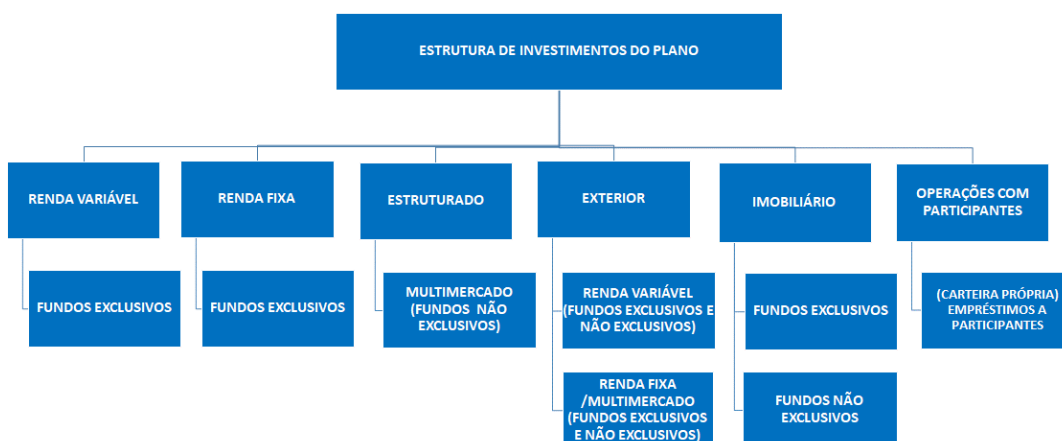 ESTRUTURA DE INVESTIMENTOS DO PLANO
RENDA VARIÁVEL
RENDA FIXA
ESTRUTURADO
EXTERIOR
IMOBILIÁRIO
OPERAÇÕES COM
PARTICIPANTES
FUNDOS EXCLUSIVOS
FUNDOS EXCLUSIVOS
MULTIMERCADO
(FUNDOS NÃO
EXCLUSIVOS)
RENDA VARIÁVEL
(FUNDOS EXCLUSIVOS E
NÃO EXCLUSIVOS)
FUNDOS EXCLUSIVOS
(CARTEIRA PRÓPRIA)
EMPRÉSTIMOS A
PARTICIPANTES
RENDA FIXA
/MULTIMERCADO
(FUNDOS EXCLUSIVOS
E NÃO EXCLUSIVOS)
FUNDOS NÃO
EXCLUSIVOS